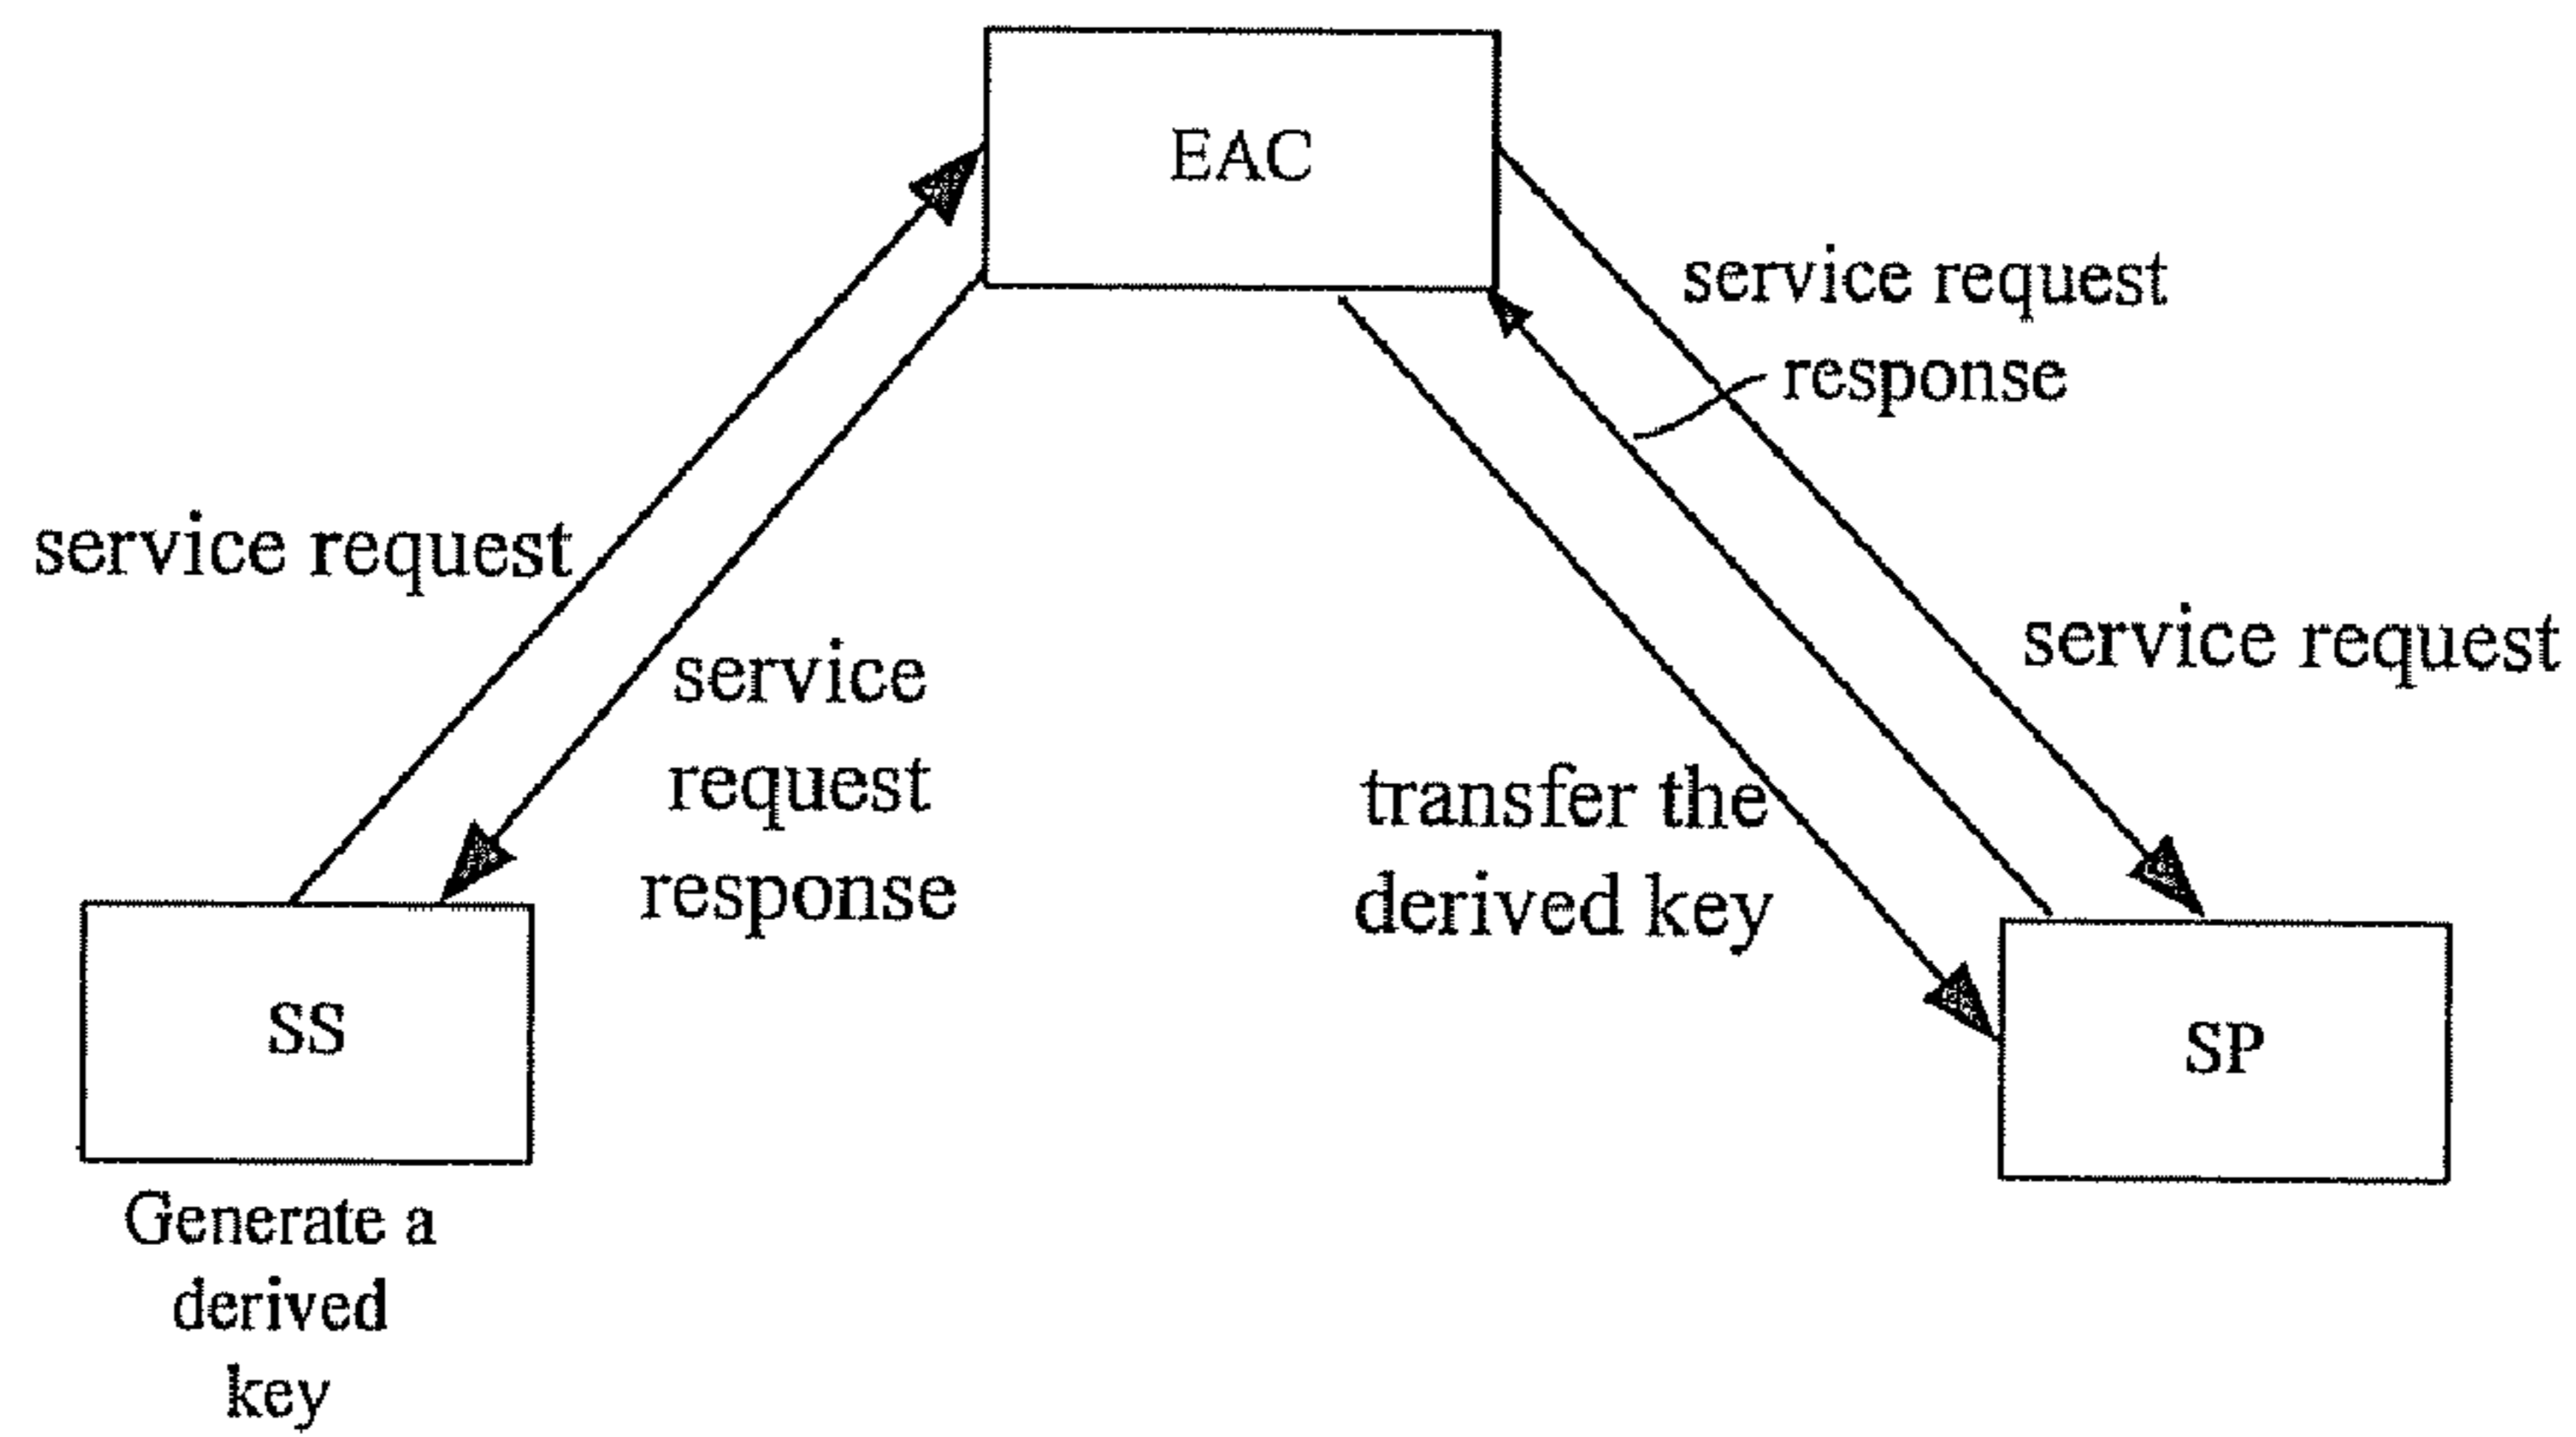 EAC
service request
response
service request
service
request
response
service request
transfer the
derived key
SS
SP
Generate a
derived
key